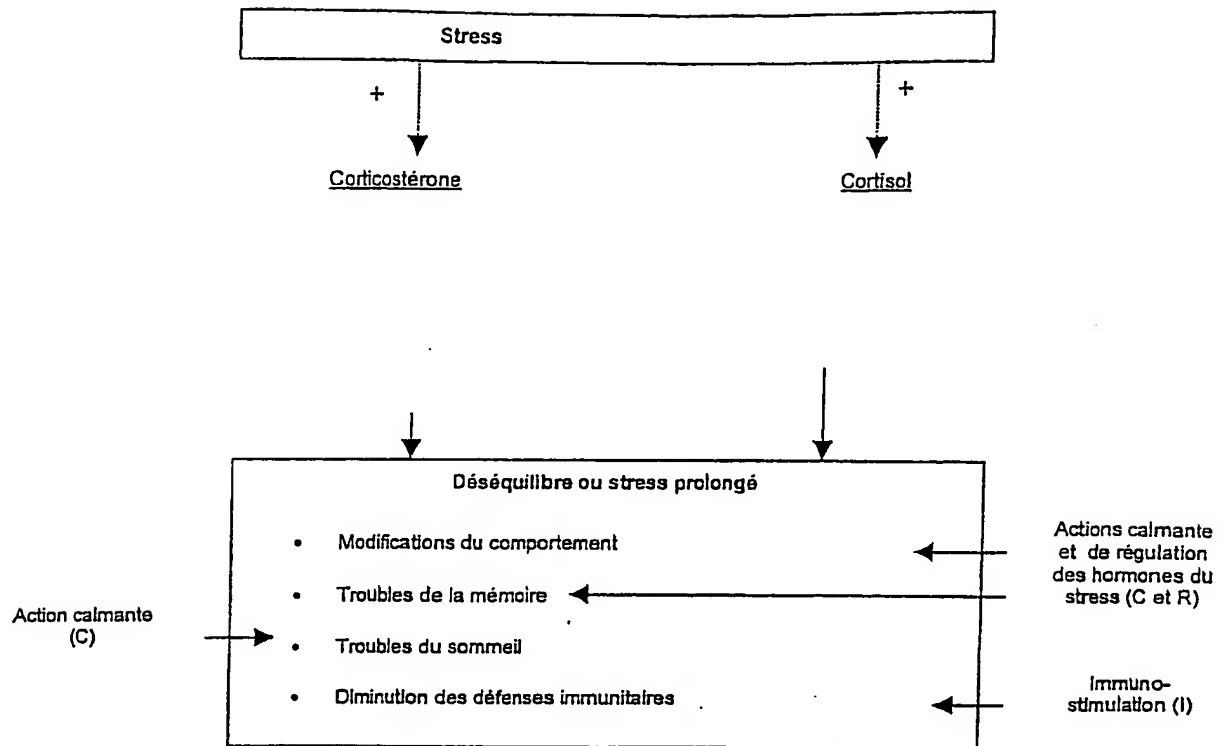 Stress
+
+
Corticostérone
Cortisol
Déséquilibre ou stress prolongé
• Modifications du comportement
• Troubles de la mémoire
• Troubles du sommeil
• Diminution des défenses immunitaires
Action calmante
(C)
Actions calmante
et de régulation
des hormones du
stress (C et R)
Immuno-
stimulation (I)